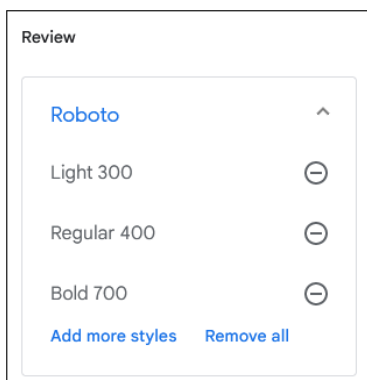 Review
Roboto
Light 300
Regular 400
Bold 700
Add more styles Remove all